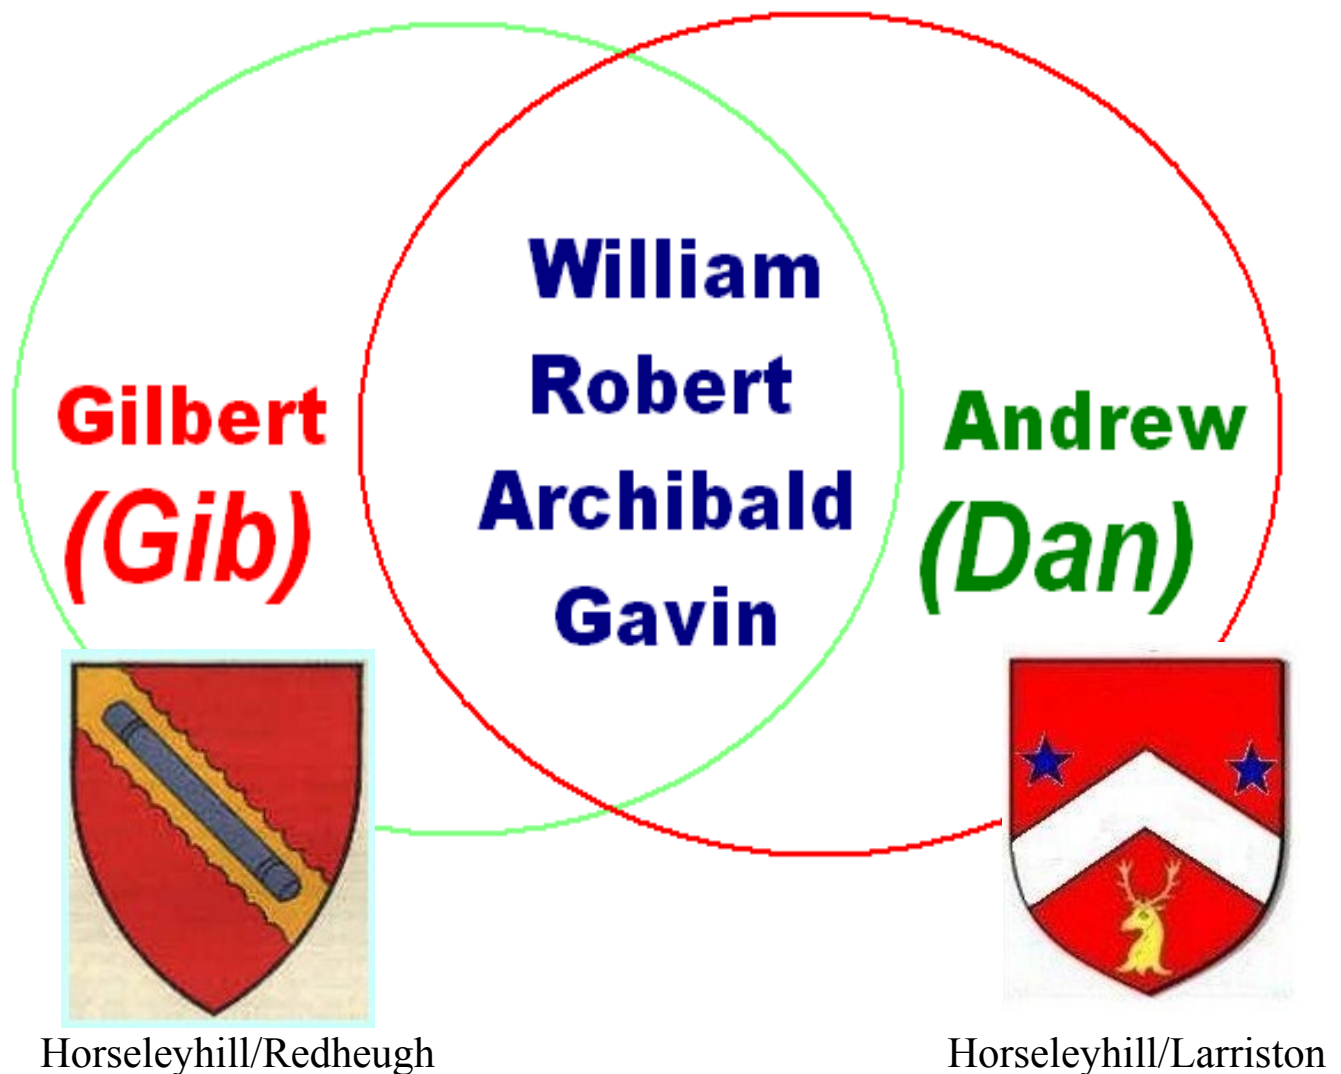 William
Robert
Archibald
Gavin
Gilbert
(Gib)
Andrew
(Dan)
Horseleyhill/Redheugh
Horseleyhill/Larriston